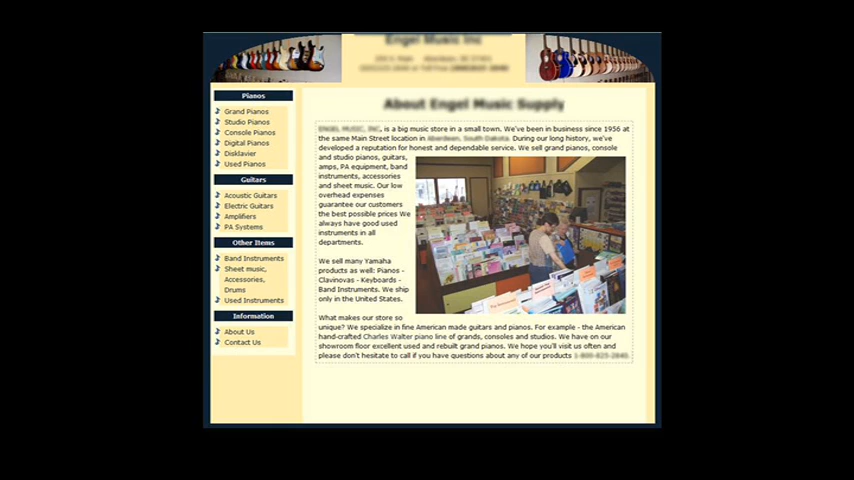 Engel Music Inc
Pianos
Grand Pianos
Studio Pianos
Console Pianos
Digital Pianos
Disklavier
Used Pianos
Guitars
Acoustic Guitars
Electric Guitars
Amplifiers
PA Systems
Other Items
Band Instruments
Sheet music,
Accessories,
Drums
Used Instruments
Information
About Us
Contact Us
About Engel Music Supply
ENGEL MUSIC, INC. is a big music store in a small town. We've been in business since 1956 at
the same Main Street location in Aberdeen, South Dakota. During our long history, we've
developed a reputation for honest and dependable service. We sell grand pianos, console
and studio pianos, guitars,
amps, PA equipment, band
instruments, accessories
and sheet music. Our low
overhead expenses
guarantee our customers
the best possible prices We
always have good used
instruments in all
departments.
We sell many Yamaha
products as well: Pianos -
Clavinovas - Keyboards -
Band Instruments. We ship
only in the United States.
What makes our store so
unique? We specialize in fine American made guitars and pianos. For example - the American
hand-crafted Charles Walter piano line of grands, consoles and studios. We have on our
showroom floor excellent used and rebuilt grand pianos. We hope you'll visit us often and
please don't hesitate to call if you have questions about any of our products